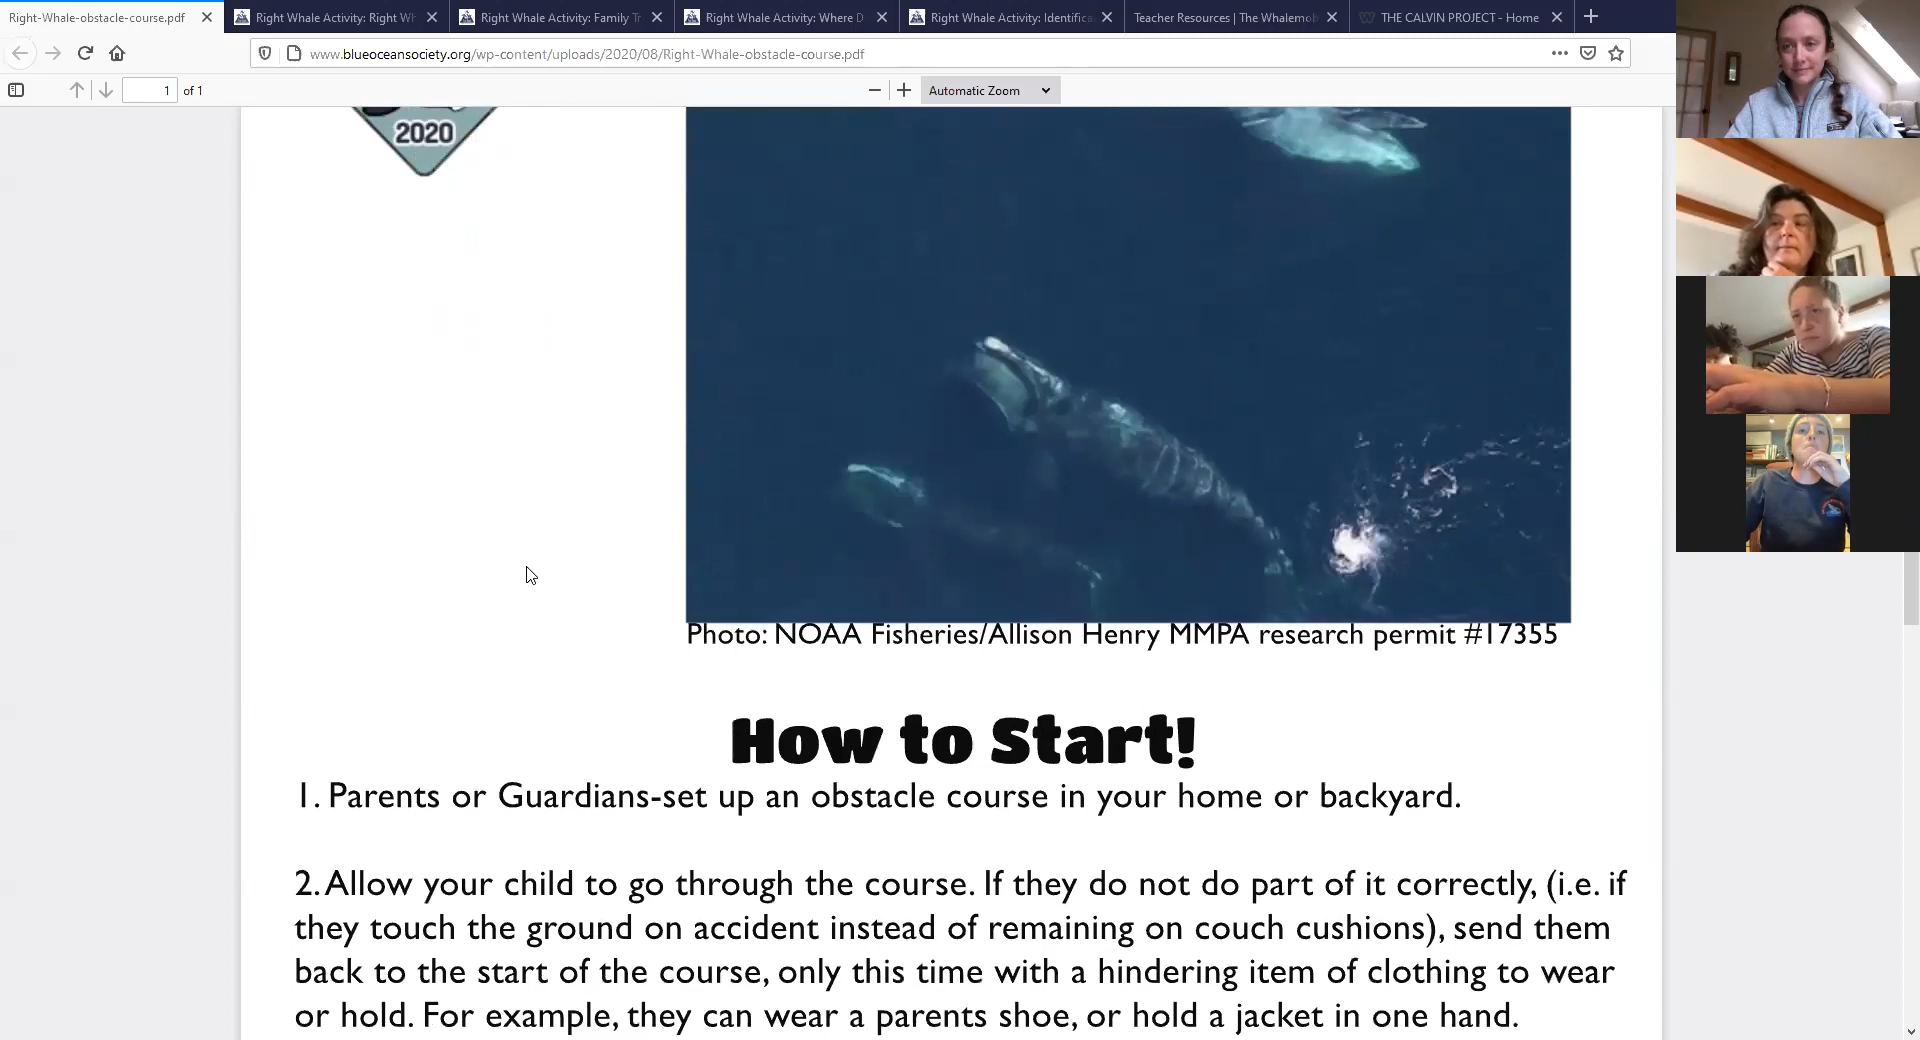 Right-Whale-obstacle-course.pdf
Right Whale Activity: Right Wh
Right Whale Activity: Family Tr
Right Whale Activity: Where D
Right Whale Activity: Identifica
Teacher Resources | The Whalemob
THE CALVIN PROJECT - Home
www.blueoceansociety.org/wp-content/uploads/2020/08/Right-Whale-obstacle-course.pdf
1 of 1
Automatic Zoom
2020
Photo: NOAA Fisheries/Allison Henry MMPA research permit #17355
How to Start!
1. Parents or Guardians-set up an obstacle course in your home or backyard.
2. Allow your child to go through the course. If they do not do part of it correctly, (i.e. if
they touch the ground on accident instead of remaining on couch cushions), send them
back to the start of the course, only this time with a hindering item of clothing to wear
or hold. For example, they can wear a parents shoe, or hold a jacket in one hand.